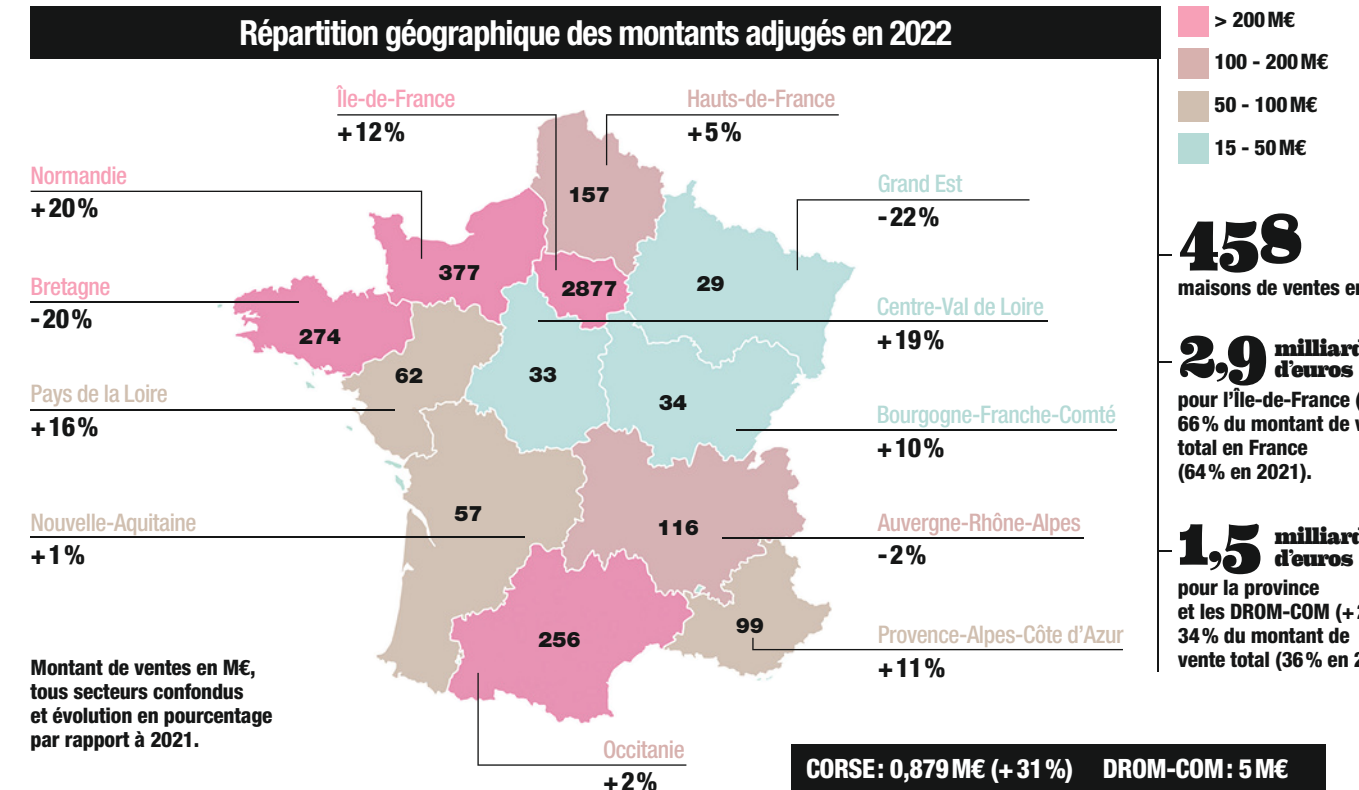 Répartition géographique des montants adjugés en 2022
> 200 M€
100 - 200 M€
50 - 100 M€
15 - 50 M€
Île-de-France
+12%
Hauts-de-France
+5%
Normandie
+20%
Grand Est
-22%
Bretagne
-20%
Centre-Val de Loire
+19%
Pays de la Loire
+16%
Bourgogne-Franche-Comté
+10%
Nouvelle-Aquitaine
+1%
Auvergne-Rhône-Alpes
-2%
Provence-Alpes-Côte d'Azur
+11%
Occitanie
+2%
157
377
2877
29
274
62
33
34
57
116
256
99
Montant de ventes en M€,
tous secteurs confondus
et évolution en pourcentage
par rapport à 2021.
CORSE : 0,879 M€ (+ 31 %) DROM-COM : 5 M€
458
maisons de ventes
2,9
d'euros
pour l'Île-de-France
66 % du montant de
total en France
(64 % en 2021).
1,5
d'euros
pour la province
et les DROM-COM
34 % du montant de
vente total (36 % en